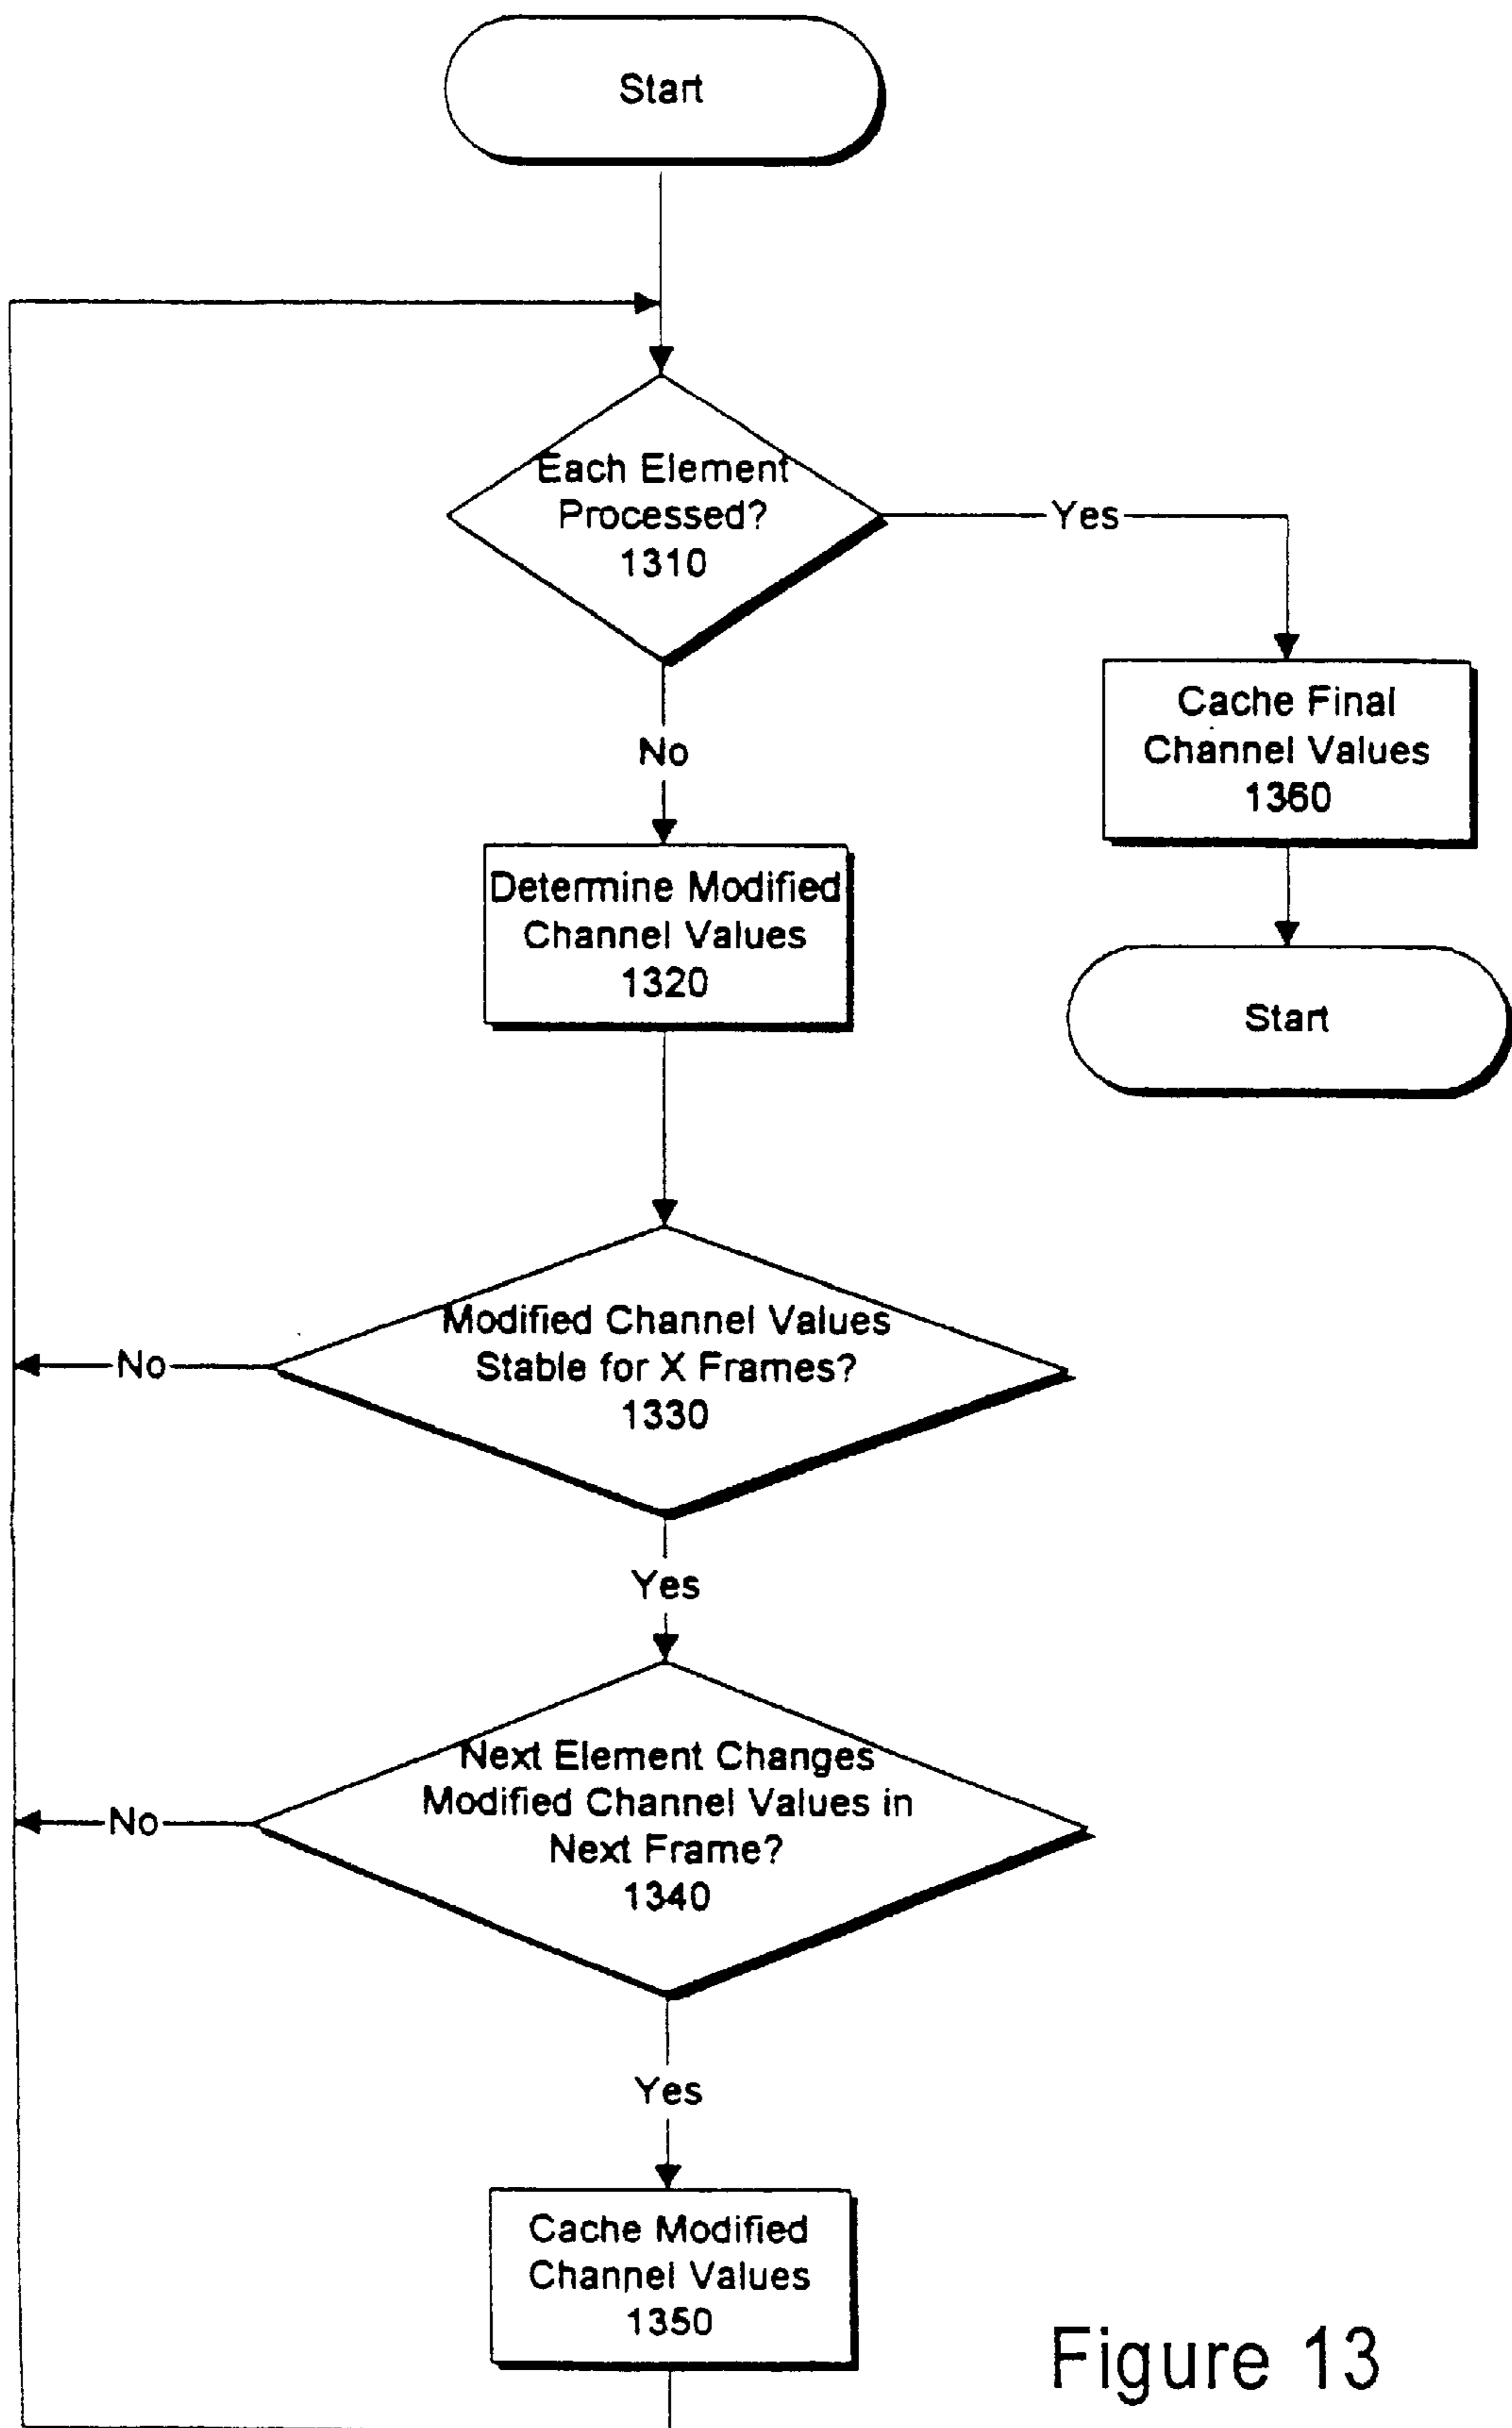 Start
Each Element
Processed?
1310
Yes
No
Cache Final
Channel Values
1360
Determine Modified
Channel Values
1320
Start
Modified Channel Values
Stable for X Frames?
1330
No
Yes
Next Element Changes
Modified Channel Values in
Next Frame?
1340
No
Yes
Cache Modified
Channel Values
1350
Figure 13